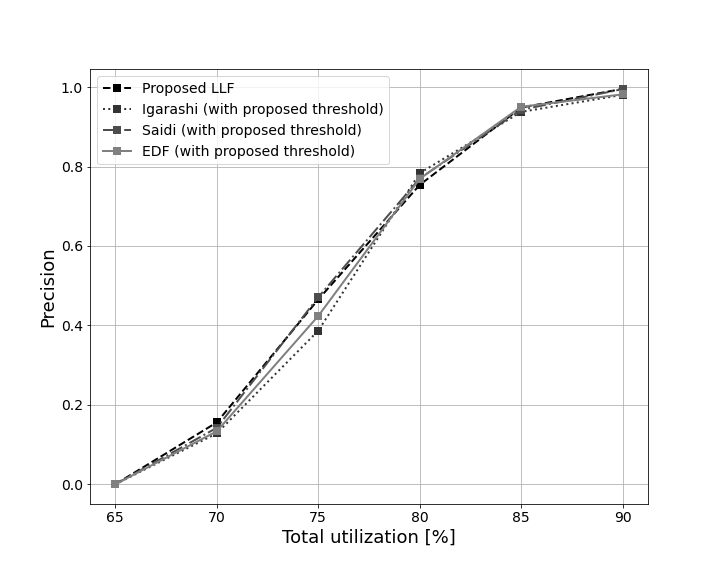 1.0
0.8
0.6
0.4
0.2
0.0
Precision
Proposed LLF
Igarashi (with proposed threshold)
Saidi (with proposed threshold)
EDF (with proposed threshold)
65 70 75 80 85 90
Total utilization [%]